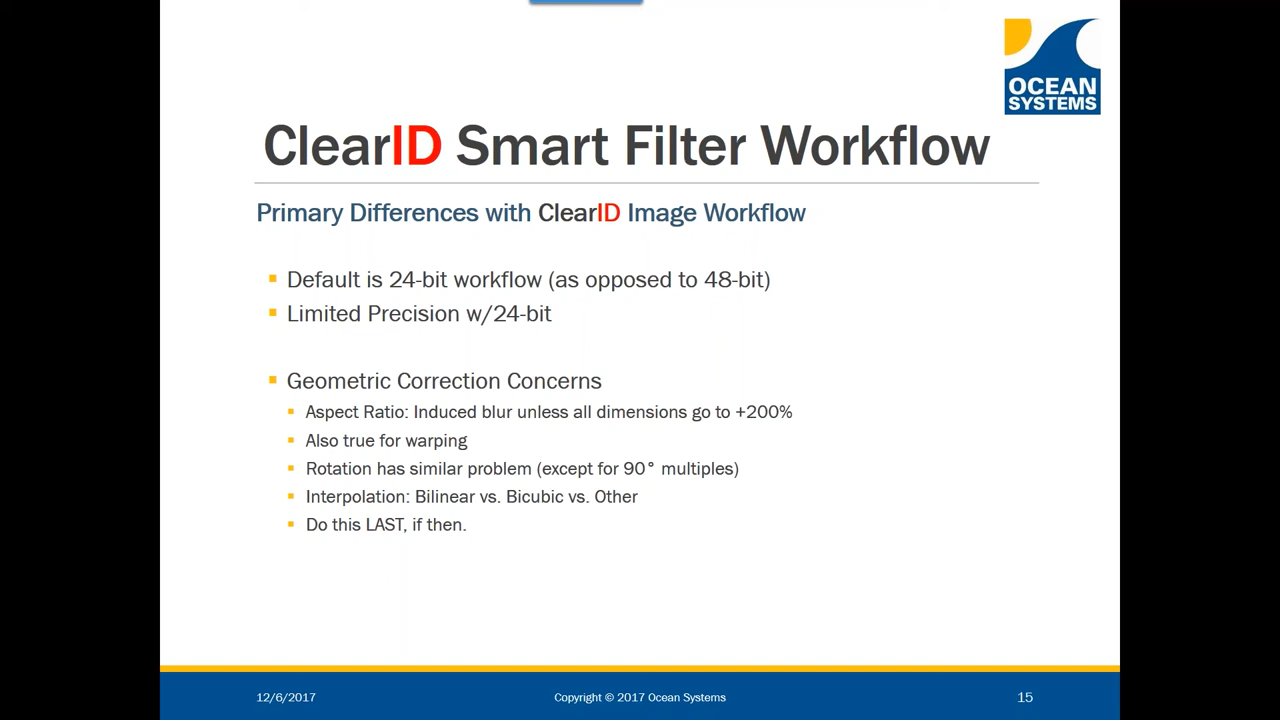 OCEAN
SYSTEMS
ClearID Smart Filter Workflow
Primary Differences with ClearID Image Workflow
Default is 24-bit workflow (as opposed to 48-bit)
Limited Precision w/24-bit
Geometric Correction Concerns
Aspect Ratio: Induced blur unless all dimensions go to +200%
Also true for warping
Rotation has similar problem (except for 90° multiples)
Interpolation: Bilinear vs. Bicubic vs. Other
Do this LAST, if then.
12/6/2017
Copyright © 2017 Ocean Systems
15